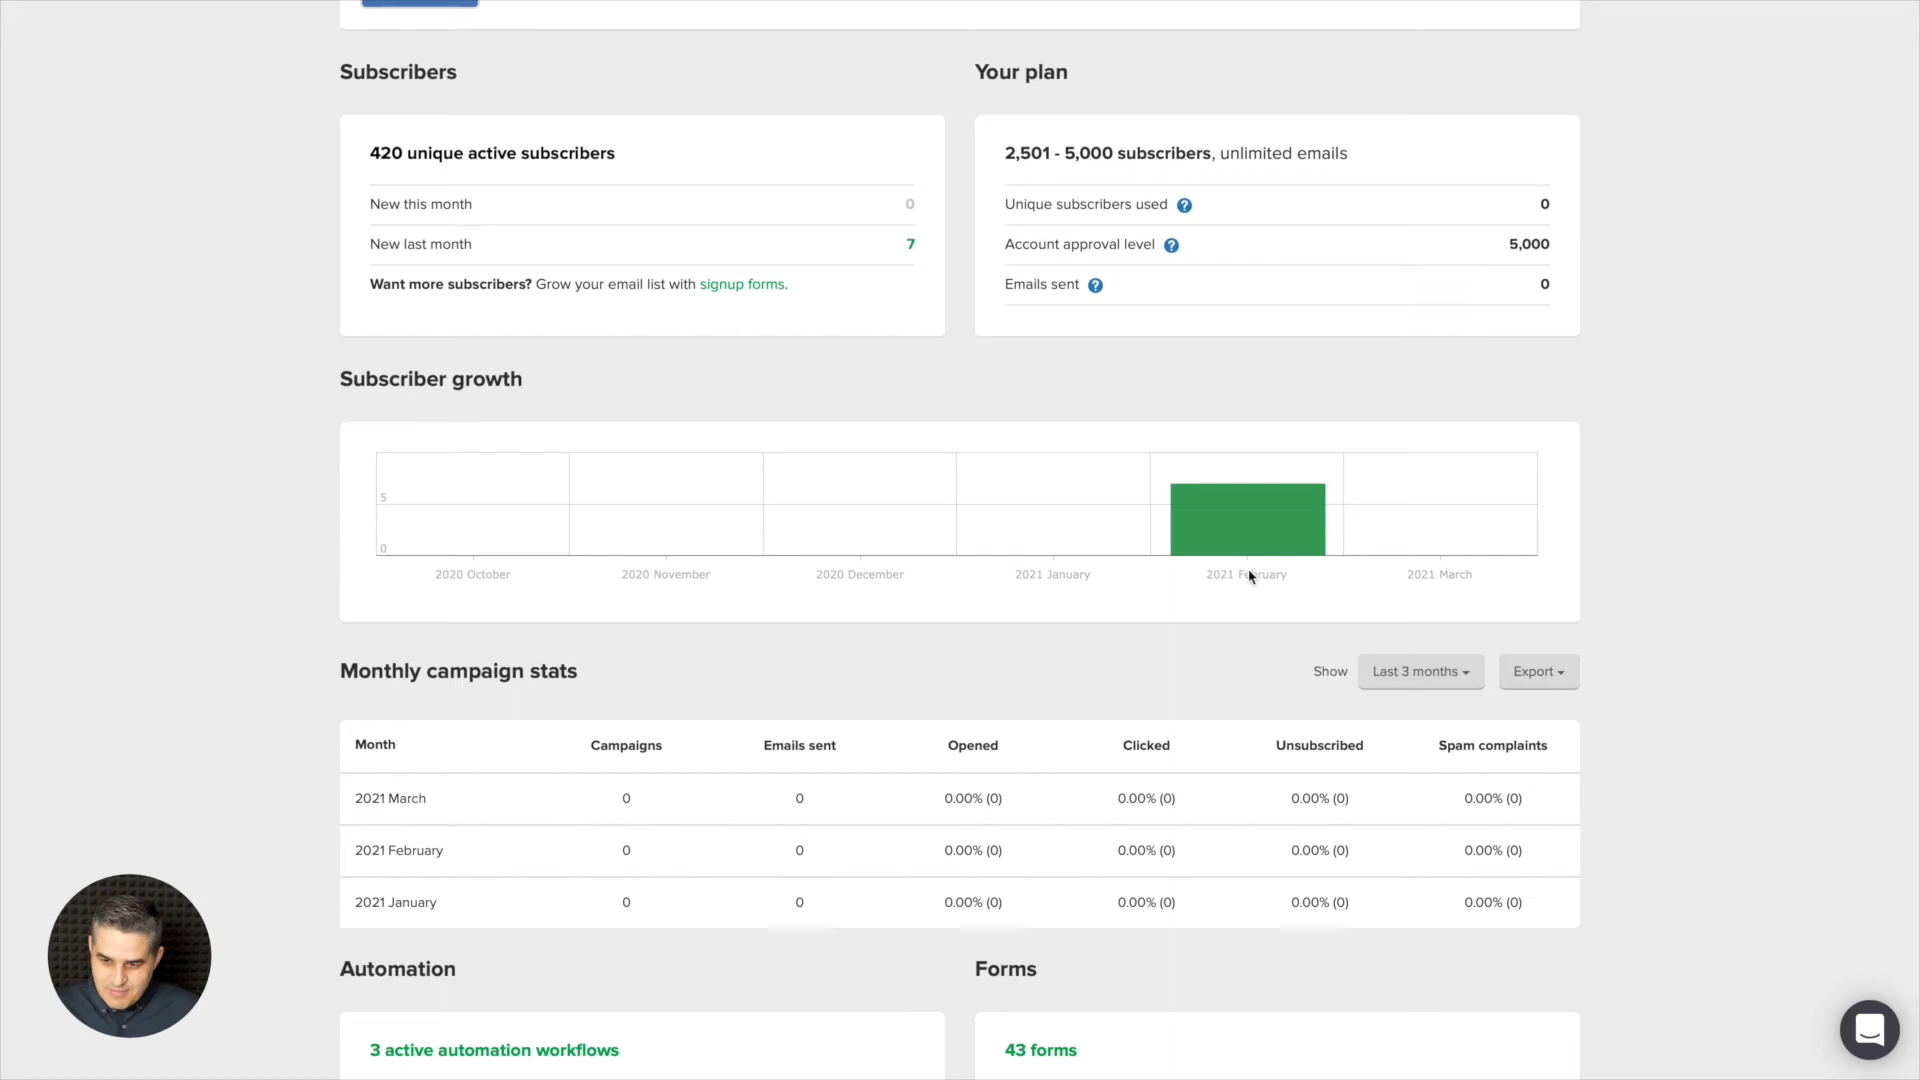 Subscribers
Your plan
420 unique active subscribers
New this month 0
New last month 7
Want more subscribers? Grow your email list with signup forms.
2,501 - 5,000 subscribers, unlimited emails
Unique subscribers used ? 0
Account approval level ? 5,000
Emails sent ? 0
Subscriber growth
5
0
2020 October 2020 November 2020 December 2021 January 2021 February 2021 March
Monthly campaign stats
Show Last 3 months Export
Month Campaigns Emails sent Opened Clicked Unsubscribed Spam complaints
2021 March 0 0 0.00% (0) 0.00% (0) 0.00% (0) 0.00% (0)
2021 February 0 0 0.00% (0) 0.00% (0) 0.00% (0) 0.00% (0)
2021 January 0 0 0.00% (0) 0.00% (0) 0.00% (0) 0.00% (0)
Automation
Forms
3 active automation workflows
43 forms